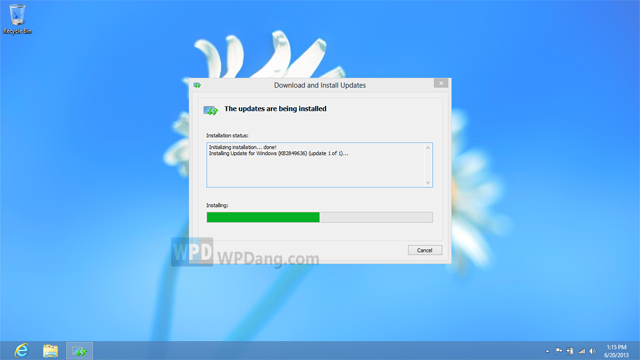 Recycle Bin
Download and Install Updates
The updates are being installed
Installation status:
Initializing installation... done!
Installing Update for Windows (KB2849636) (update 1 of 1)...
Installing:
WPD WPDang.com
Cancel
1:15 PM
6/20/2013